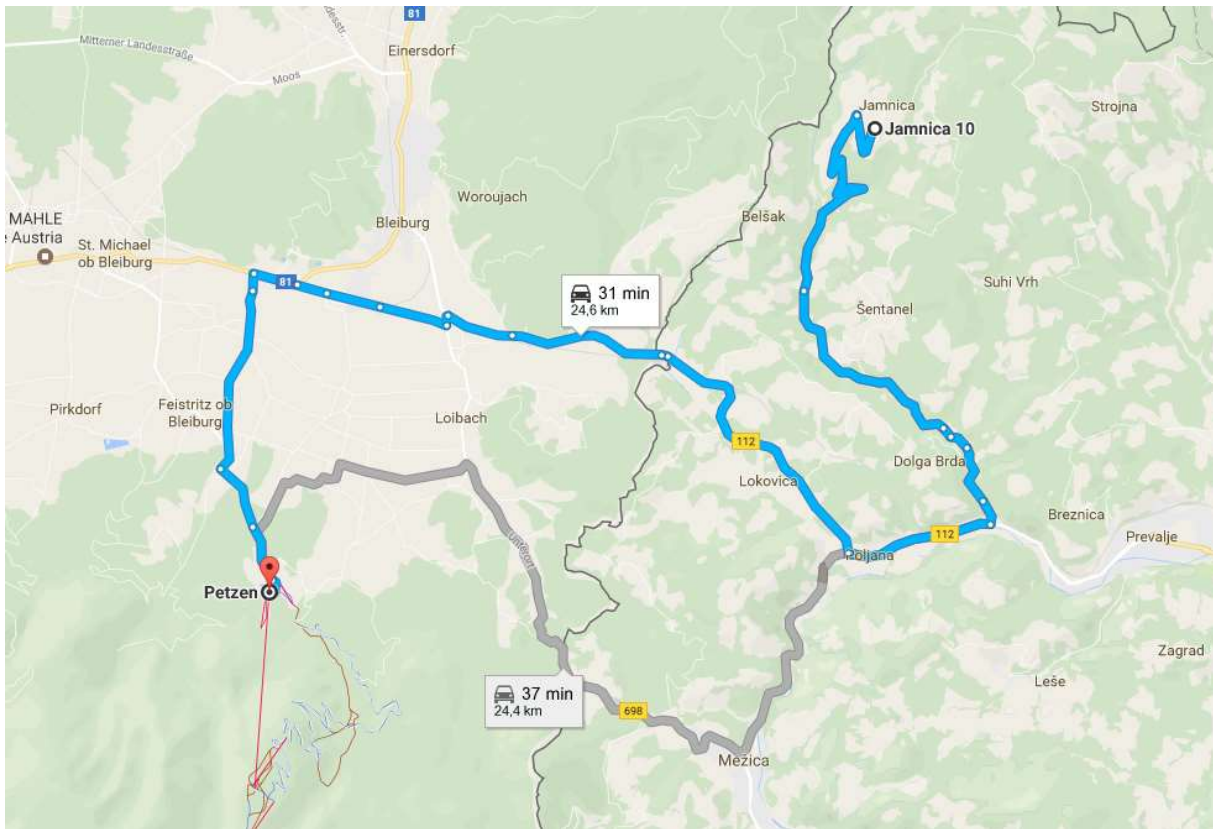 81
Mitterner Landesstraße
Einersdorf
Moos
Jamnica
Strojna
Jamnica 10
Woroujach
Belšak
Bleiburg
MAHLE
Austria
St. Michael
ob Bleiburg
81
31 min
24,6 km
Suhi Vrh
Šentanel
Pirkdorf
Feistritz ob
Bleiburg
Loibach
112
Lokovica
Dolga Brda
Breznica
112
Prevalje
Poljana
Unterort
Petzen
Zagrad
Leše
37 min
24,4 km
698
Mežica